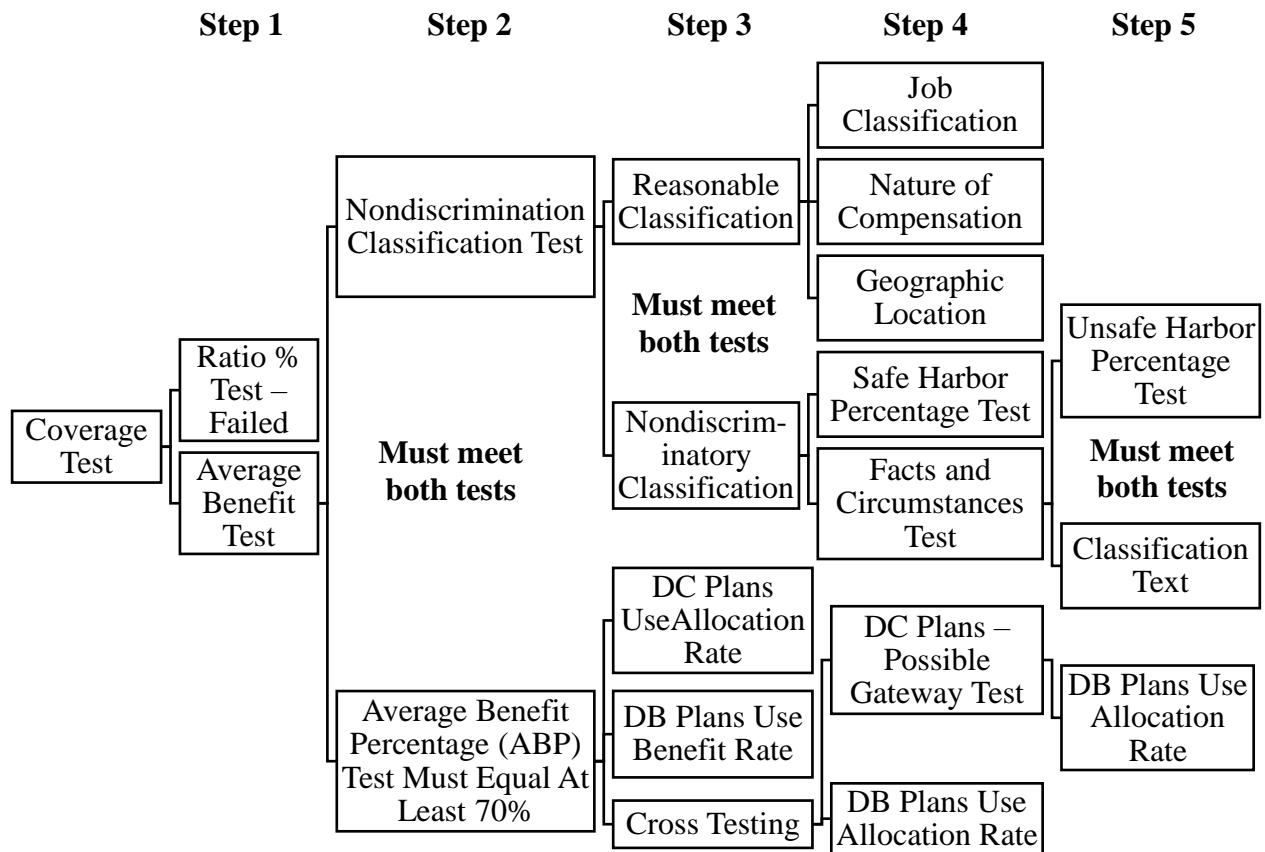 Step 1
Step 2
Step 3
Step 4
Step 5
Coverage
Test
Ratio %
Test –
Failed
Average
Benefit
Test
Nondiscrimination
Classification Test
Must meet
both tests
Average Benefit
Percentage (ABP)
Test Must Equal At
Least 70%
Reasonable
Classification
Must meet
both tests
Nondiscrim-
inatory
Classification
DC Plans
UseAllocation
Rate
DB Plans Use
Benefit Rate
Cross Testing
Job
Classification
Nature of
Compensation
Geographic
Location
Safe Harbor
Percentage Test
Facts and
Circumstances
Test
DC Plans –
Possible
Gateway Test
DB Plans Use
Allocation Rate
Unsafe Harbor
Percentage
Test
Must meet
both tests
Classification
Text
DB Plans Use
Allocation
Rate